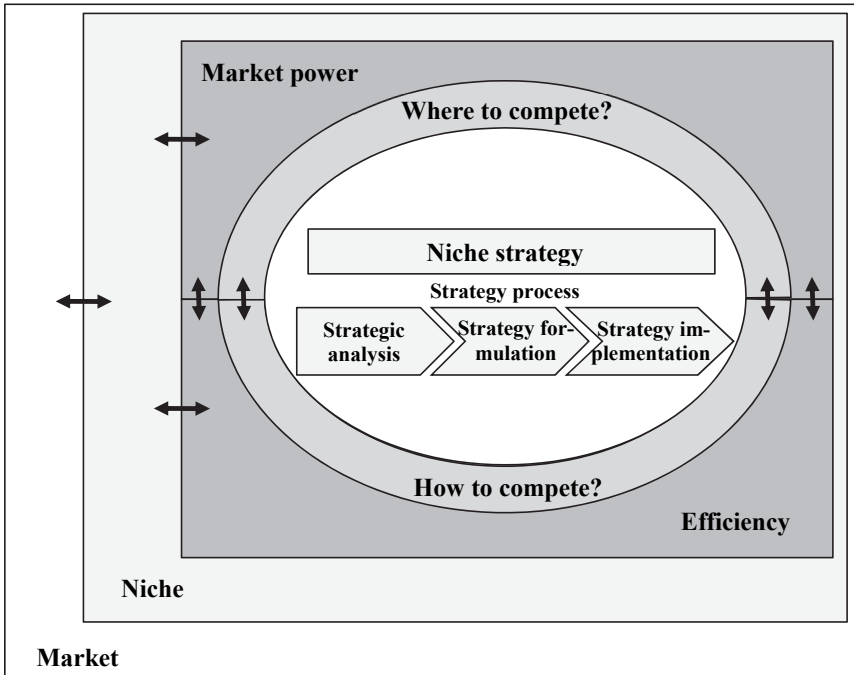 Market power
Where to compete?
Niche strategy
Strategy process
Strategic
analysis
Strategy for-
mulation
Strategy im-
plementation
How to compete?
Efficiency
Niche
Market